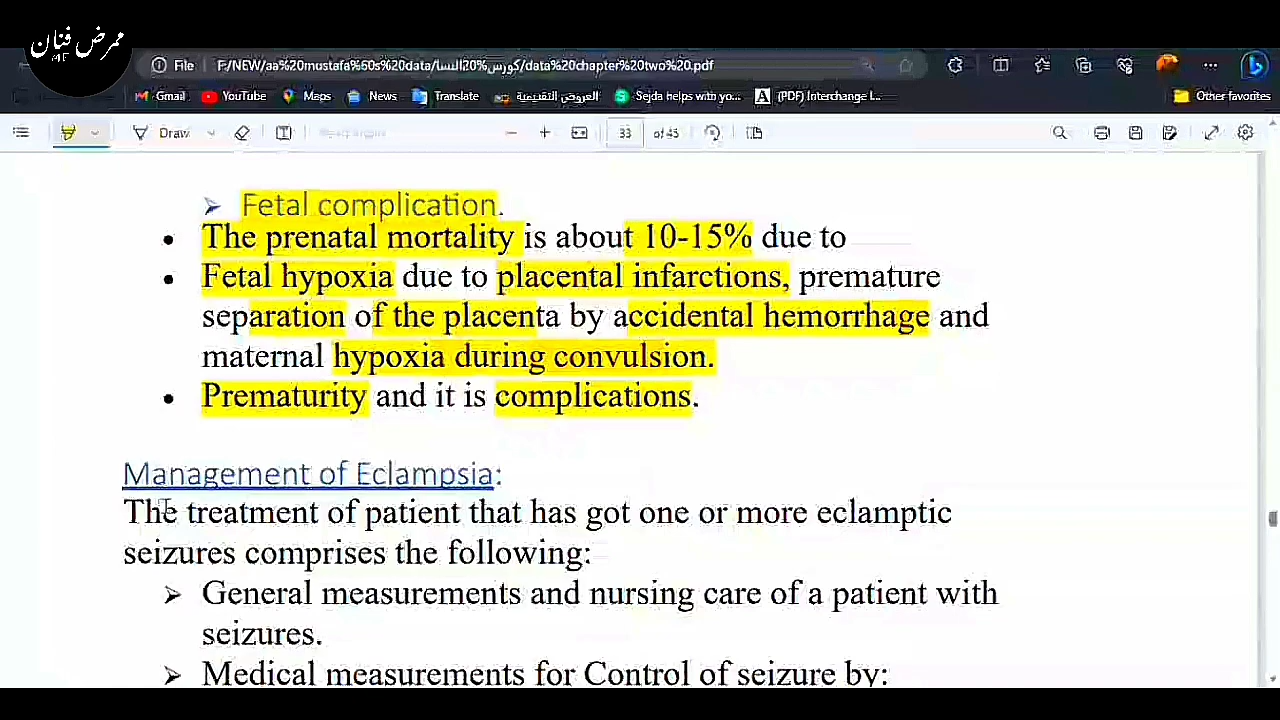 ممرض فنان
File F:/NEW/aa%20mustafa%60s%20data/كورس%20النسا/data%20chapter%20two%20.pdf
Gmail YouTube Maps News Translate العروض التقديمية Sejda helps with yo... (PDF) Interchange L... Other favorites
Draw 33 of 45
Fetal complication.
The prenatal mortality is about 10-15% due to
Fetal hypoxia due to placental infarctions, premature
separation of the placenta by accidental hemorrhage and
maternal hypoxia during convulsion.
Prematurity and it is complications.
Management of Eclampsia:
The treatment of patient that has got one or more eclamptic
seizures comprises the following:
General measurements and nursing care of a patient with
seizures.
Medical measurements for Control of seizure by: